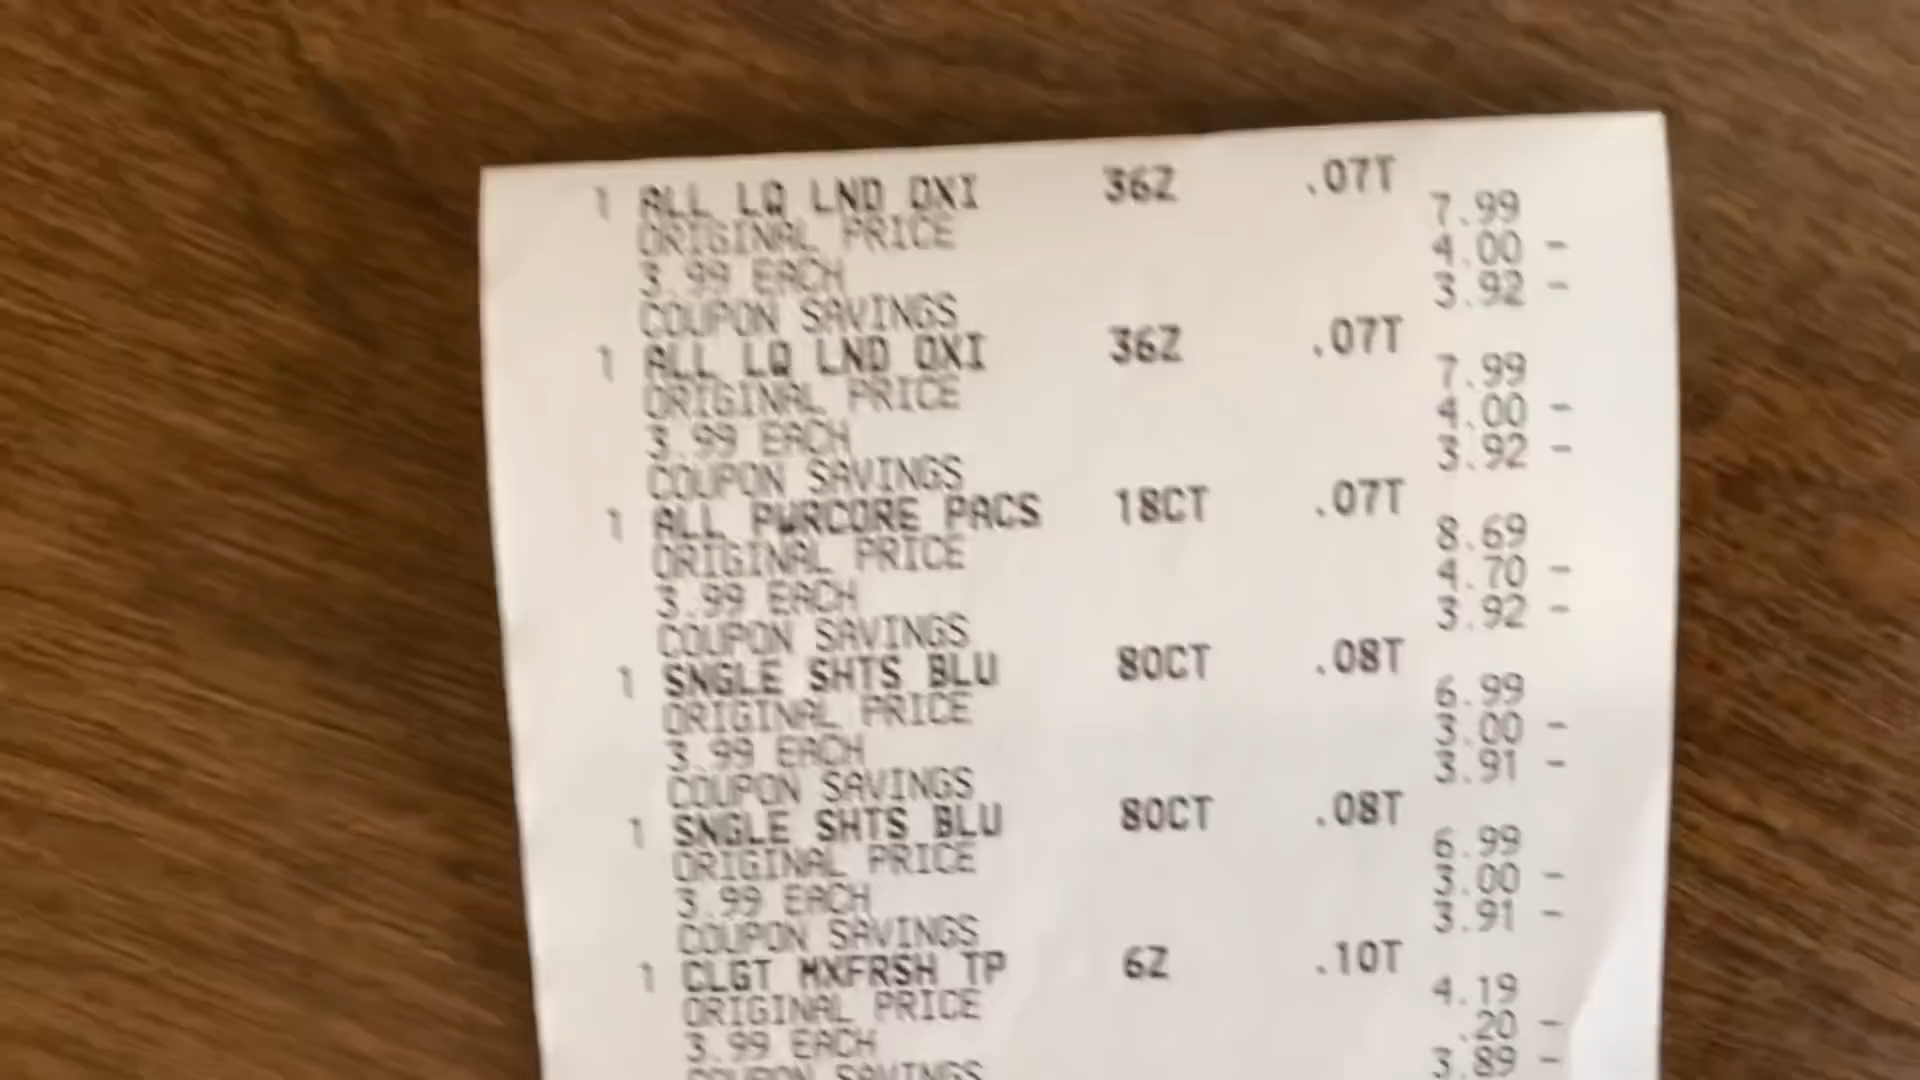 1 ALL LQ LND OXI 36Z .07T
ORIGINAL PRICE 7.99
3.99 EACH 4.00 -
COUPON SAVINGS 3.92 -
1 ALL LQ LND OXI 36Z .07T
ORIGINAL PRICE 7.99
3.99 EACH 4.00 -
COUPON SAVINGS 3.92 -
1 ALL PWRCORE PACS 18CT .07T
ORIGINAL PRICE 8.69
3.99 EACH 4.70 -
COUPON SAVINGS 3.92 -
1 SNGLE SHTS BLU 80CT .08T
ORIGINAL PRICE 6.99
3.99 EACH 3.00 -
COUPON SAVINGS 3.91 -
1 SNGLE SHTS BLU 80CT .08T
ORIGINAL PRICE 6.99
3.99 EACH 3.00 -
COUPON SAVINGS 3.91 -
1 CLGT MXFRSH TP 6Z .10T
ORIGINAL PRICE 4.19
3.99 EACH .20 -
COUPON SAVINGS 3.89 -